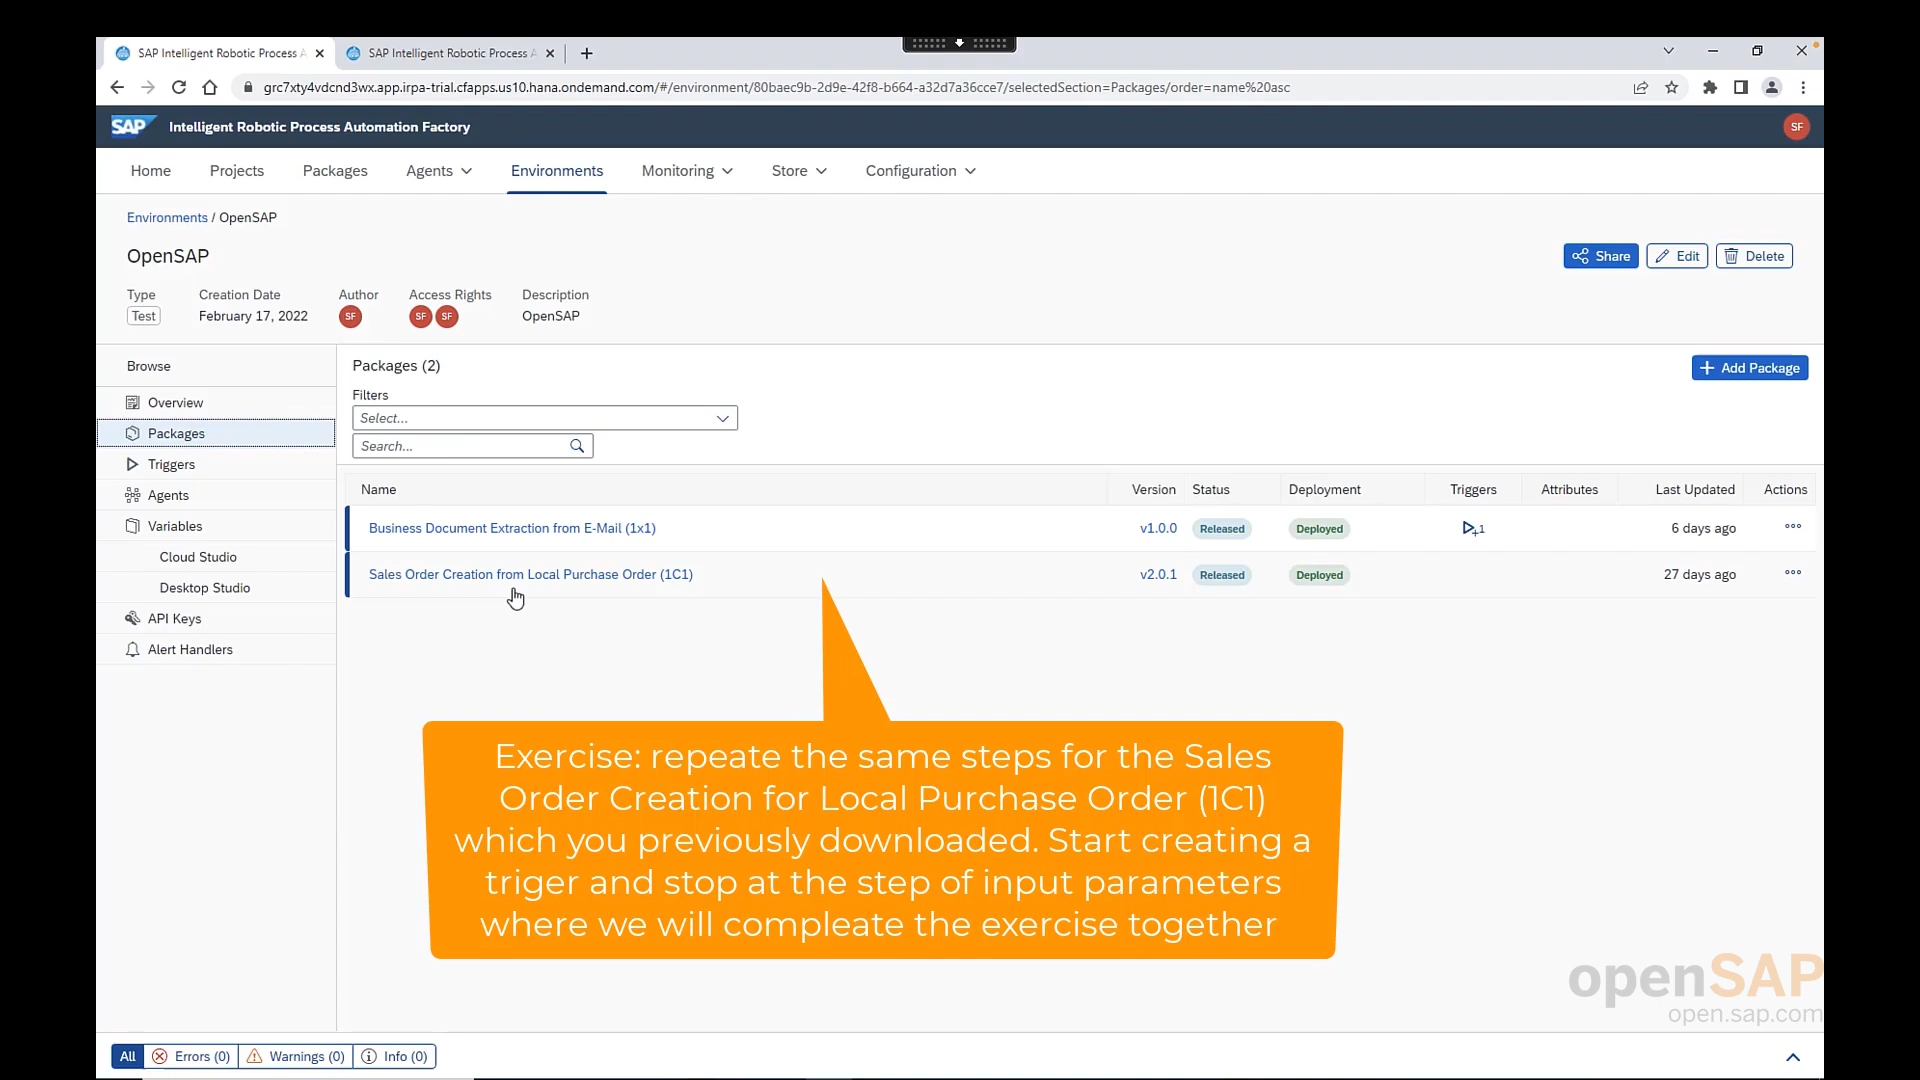 SAP Intelligent Robotic Process A
SAP Intelligent Robotic Process A
grc7xty4vdcnd3wx.app.irpa-trial.cfapps.us10.hana.ondemand.com/#/environment/80baec9b-2d9e-42f8-b664-a32d7a36cce7/selectedSection=Packages/order=name%20asc
SAP Intelligent Robotic Process Automation Factory SF
Home Projects Packages Agents Environments Monitoring Store Configuration
Environments / OpenSAP
OpenSAP Share Edit Delete
Type Creation Date Author Access Rights Description
Test February 17, 2022 SF SF SF OpenSAP
Browse
Overview
Packages
Triggers
Agents
Variables
Cloud Studio
Desktop Studio
API Keys
Alert Handlers
Packages (2) Add Package
Filters
Select...
Search...
Name Version Status Deployment Triggers Attributes Last Updated Actions
Business Document Extraction from E-Mail (1x1) v1.0.0 Released Deployed 1 6 days ago
Sales Order Creation from Local Purchase Order (1C1) v2.0.1 Released Deployed 27 days ago
Exercise: repeate the same steps for the Sales
Order Creation for Local Purchase Order (1C1)
which you previously downloaded. Start creating a
triger and stop at the step of input parameters
where we will compleate the exercise together
openSAP
open.sap.com
All Errors (0) Warnings (0) Info (0)